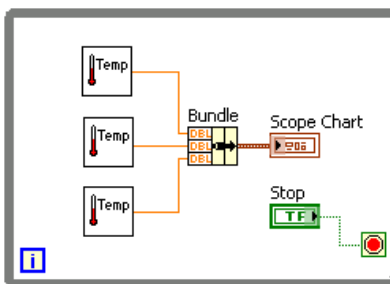 Temp
Bundle
DBL
Scope Chart
Temp
DBL
DBL
Stop
Temp
TF
i